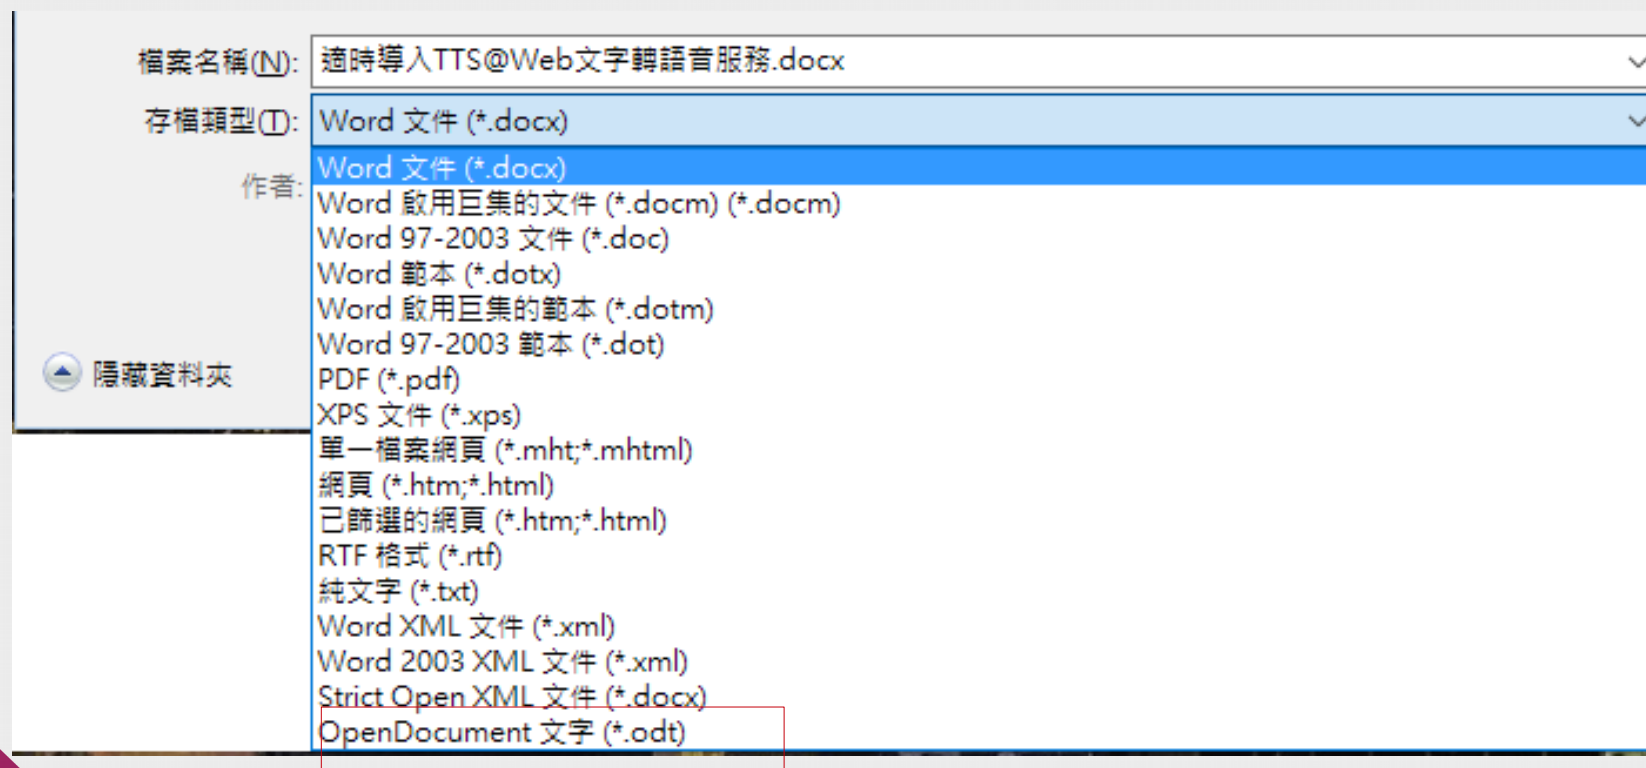 檔案名稱(N): 適時導入TTS@Web文字轉語音服務.docx
存檔類型(T): Word 文件 (*.docx)
Word 文件 (*.docx)
作者:
Word 啟用巨集的文件 (*.docm) (*.docm)
Word 97-2003 文件 (*.doc)
Word 範本 (*.dotx)
Word 啟用巨集的範本 (*.dotm)
Word 97-2003 範本 (*.dot)
隱藏資料夾
PDF (*.pdf)
XPS 文件 (*.xps)
單一檔案網頁 (*.mht;*.mhtml)
網頁 (*.htm;*.html)
已篩選的網頁 (*.htm;*.html)
RTF 格式 (*.rtf)
純文字 (*.txt)
Word XML 文件 (*.xml)
Word 2003 XML 文件 (*.xml)
Strict Open XML 文件 (*.docx)
OpenDocument 文字 (*.odt)